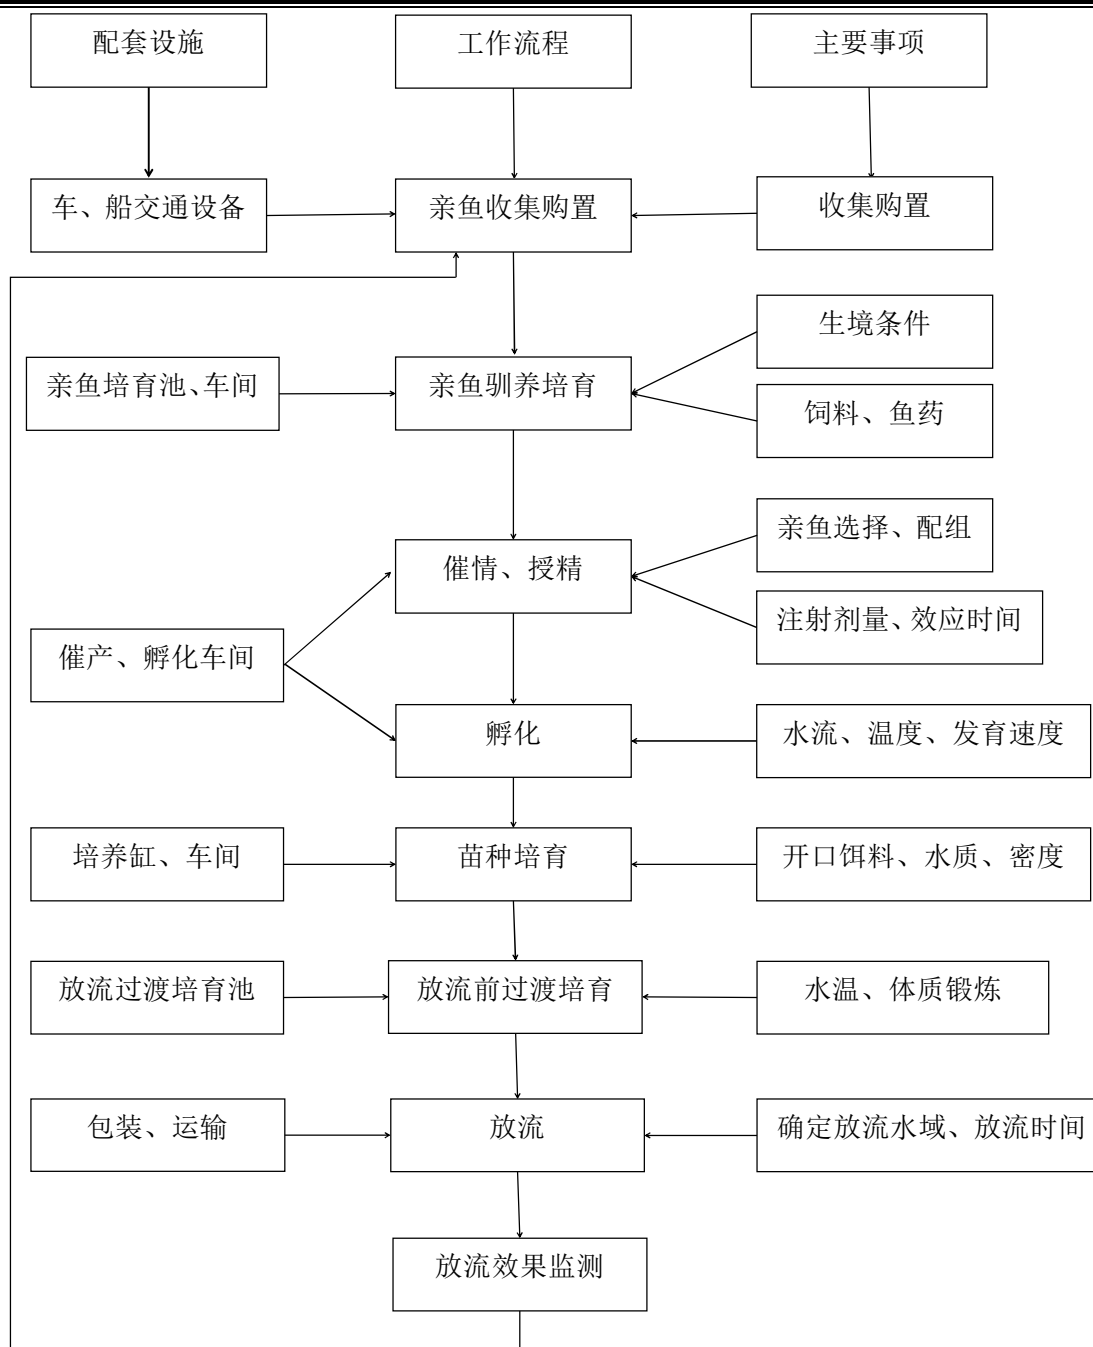 配套设施
工作流程
主要事项
车、船交通设备
亲鱼收集购置
收集购置
生境条件
亲鱼培育池、车间
亲鱼驯养培育
饲料、鱼药
亲鱼选择、配组
催情、授精
注射剂量、效应时间
催产、孵化车间
孵化
水流、温度、发育速度
培养缸、车间
苗种培育
开口饵料、水质、密度
放流过渡培育池
放流前过渡培育
水温、体质锻炼
包装、运输
放流
确定放流水域、放流时间
放流效果监测